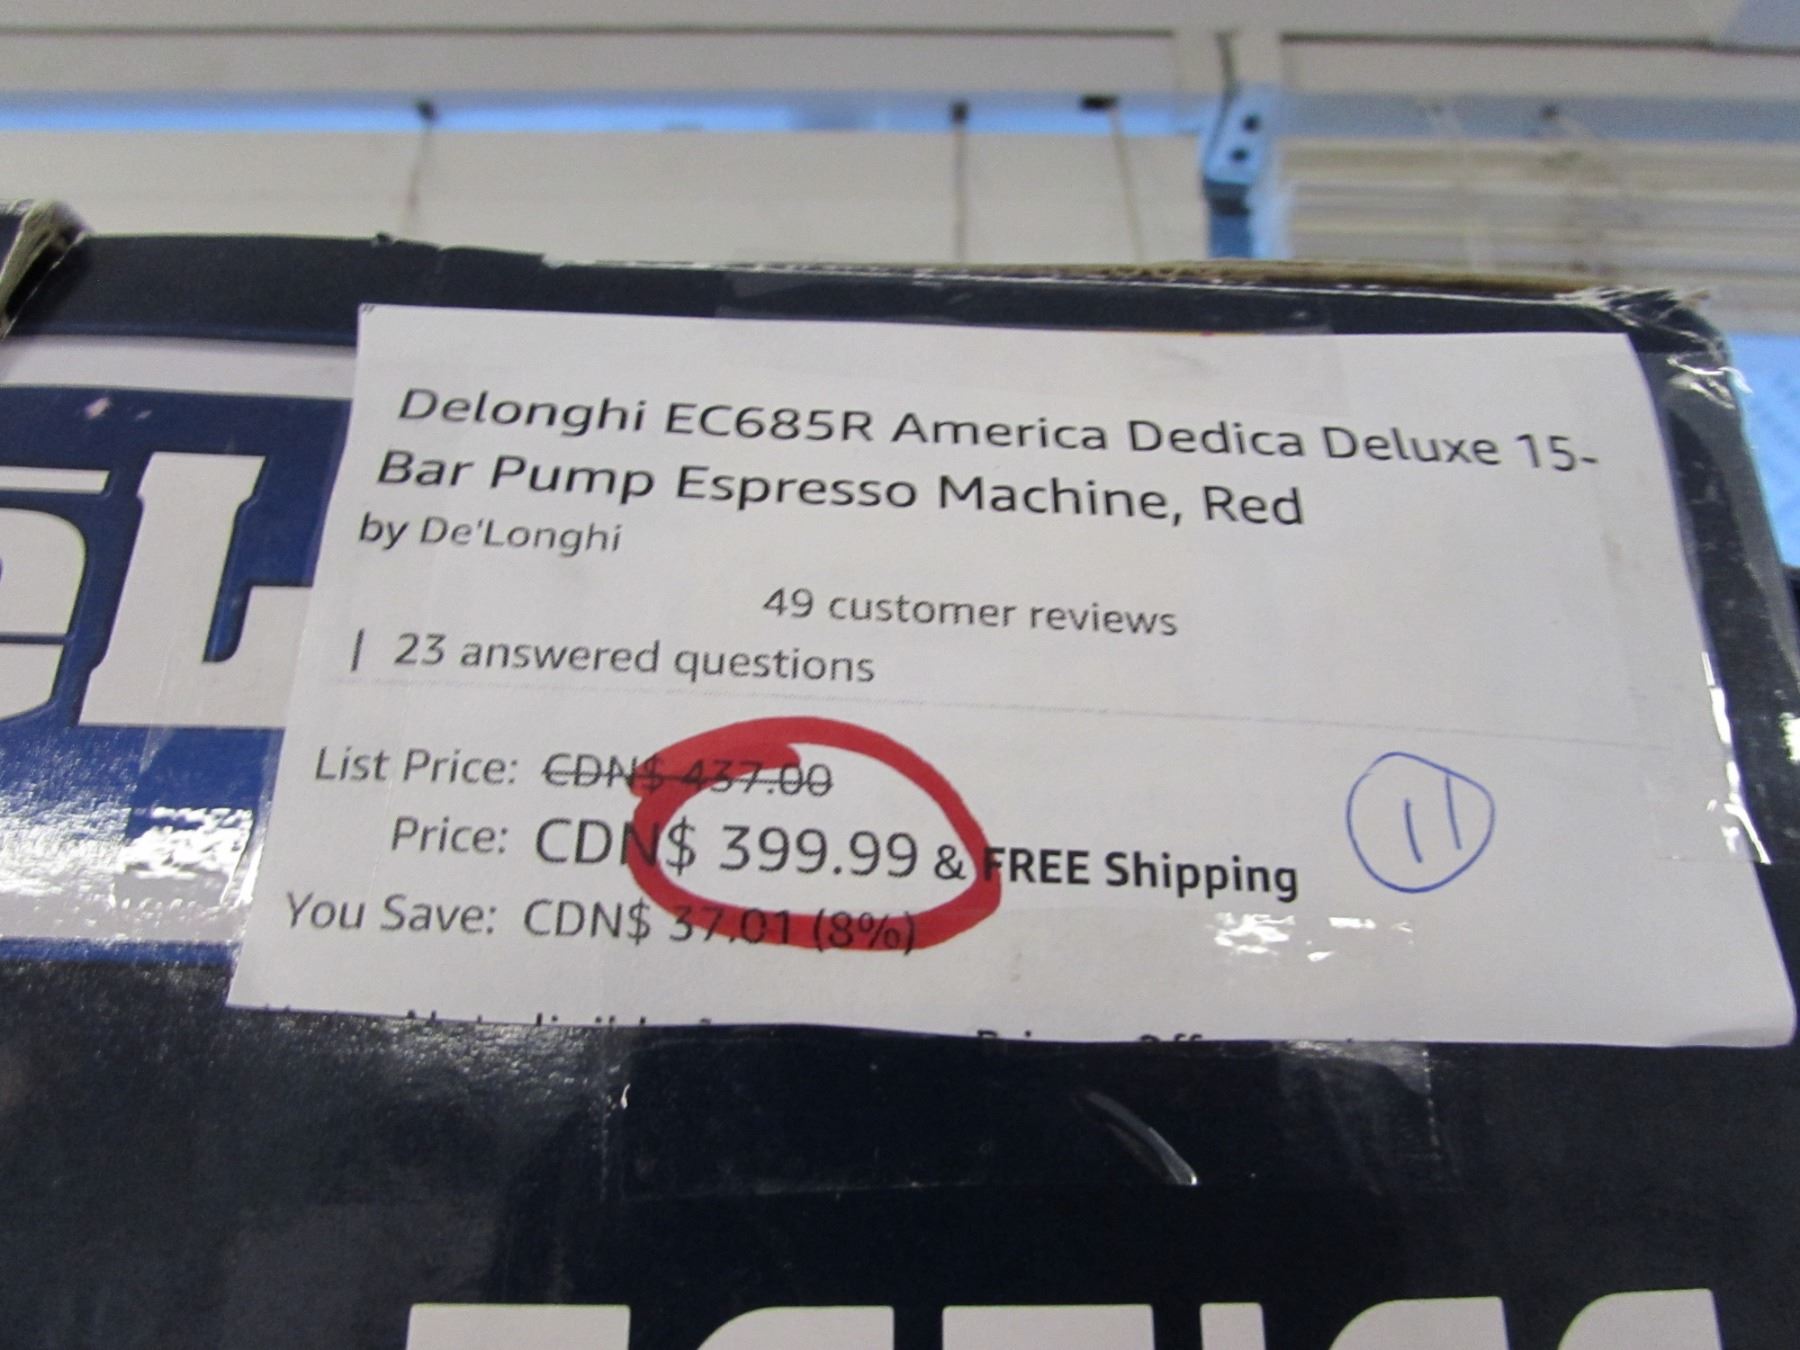 Delonghi EC685R America Dedica Deluxe 15-
Bar Pump Espresso Machine, Red
by De'Longhi
49 customer reviews
| 23 answered questions
List Price: CDN$ 437.00
Price: CDN$ 399.99 & FREE Shipping
You Save: CDN$ 37.01 (8%)
11